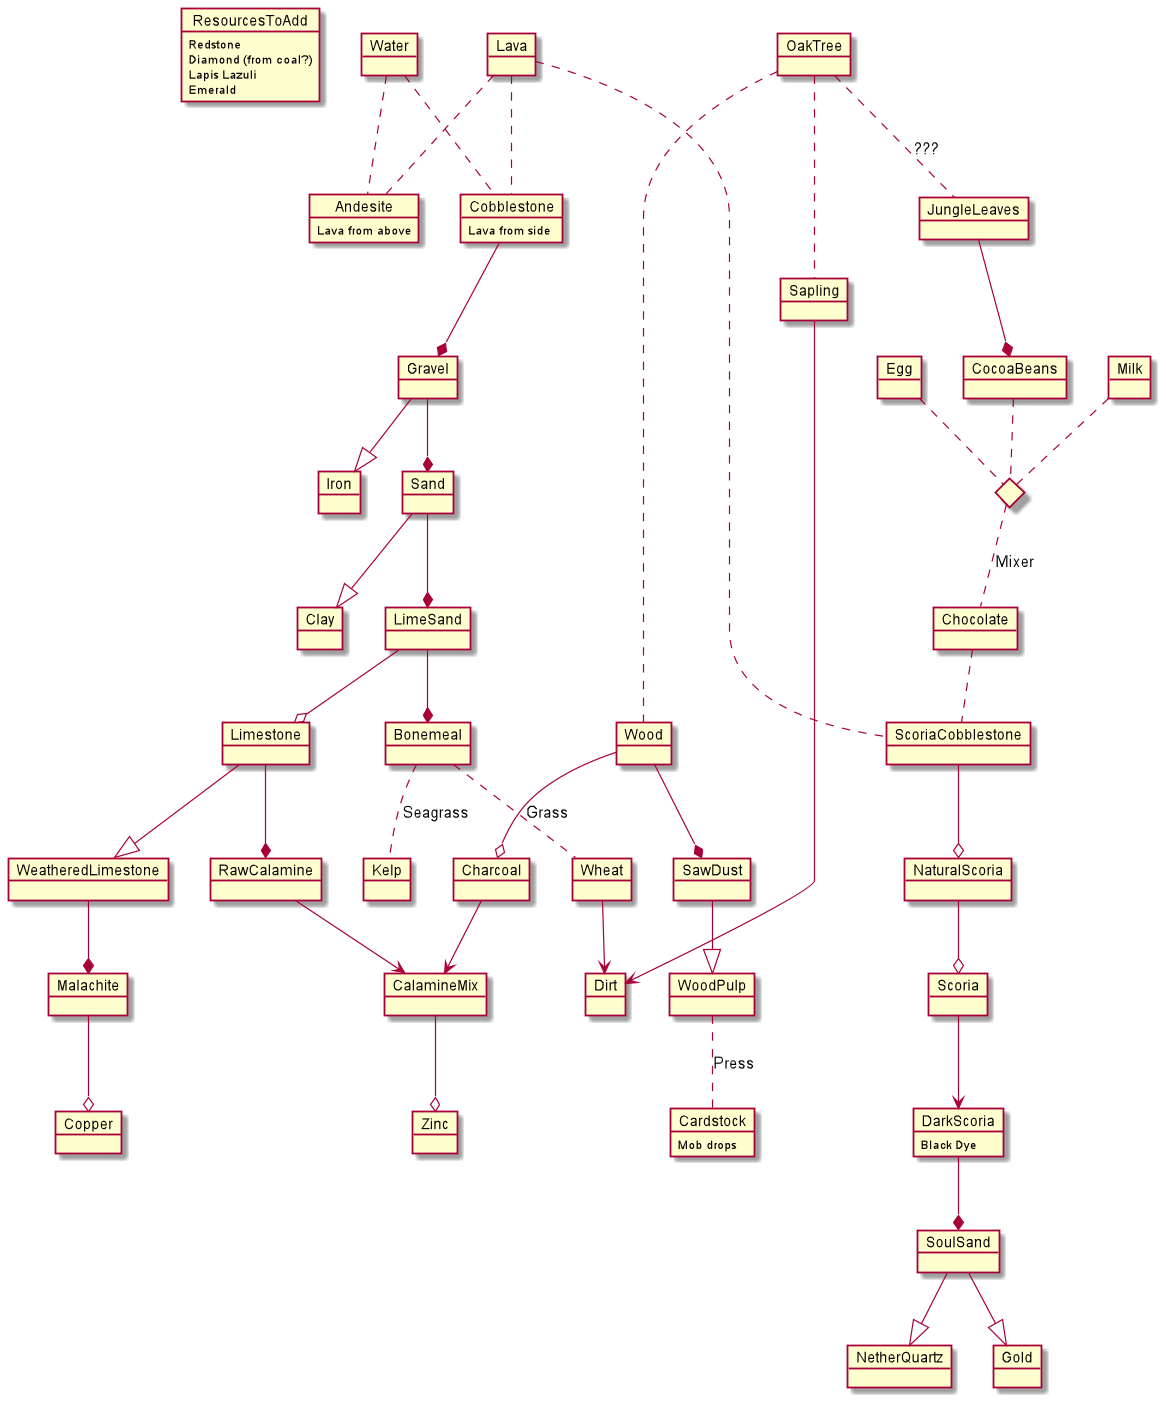 ResourcesToAdd
Redstone
Diamond (from coal?)
Lapis Lazuli
Emerald
Water
Lava
OakTree
???
Andesite
Lava from above
Cobblestone
Lava from side
JungleLeaves
Sapling
Gravel
Egg
CocoaBeans
Milk
Iron
Sand
Mixer
Clay
LimeSand
Chocolate
Limestone
Bonemeal
Wood
ScoriaCobblestone
Seagrass
Grass
WeatheredLimestone
RawCalamine
Kelp
Charcoal
Wheat
SawDust
NaturalScoria
Malachite
CalamineMix
Dirt
WoodPulp
Scoria
Press
Copper
Zinc
Cardstock
Mob drops
DarkScoria
Black Dye
SoulSand
NetherQuartz
Gold